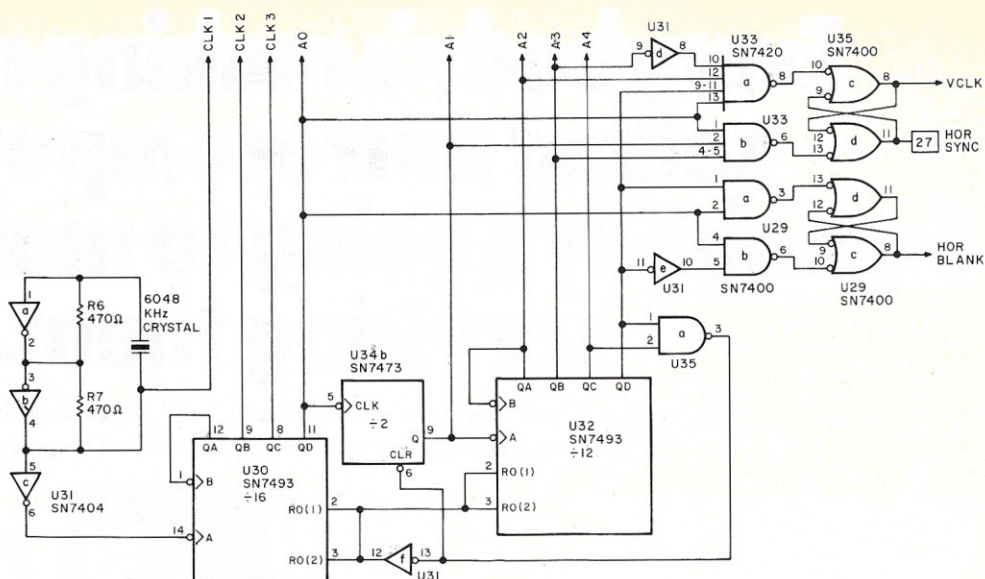 CLK 1
CLK 2
CLK 3
A0
A1
A2
A3
A4
U31
9 d 8
U33
SN7420
10
12
9-11
13
a
8
U35
SN7400
10
9
c
8
VCLK
1
2
4-5
b
U33
6
12
13
d
11
27
HOR
SYNC
1
2
a
3
13
12
d
11
U29
4
5
b
6
SN7400
9
10
c
8
HOR
BLANK
U29
SN7400
11 e 10
U31
1
2
a
3
U35
1
a
2
R6
470Ω
6048
KHz
CRYSTAL
3
b
4
R7
470Ω
5
c
6
U31
SN7404
12 9 8 11
QA QB QC QD
1
B
U30
SN7493
÷16
14
A
RO(1)
2
RO(2)
3
U34b
SN7473
5
CLK
÷2
Q
9
CLR
6
12 f 13
U31
QA QB QC QD
B
A
U32
SN7493
÷12
2
RO(1)
3
RO(2)